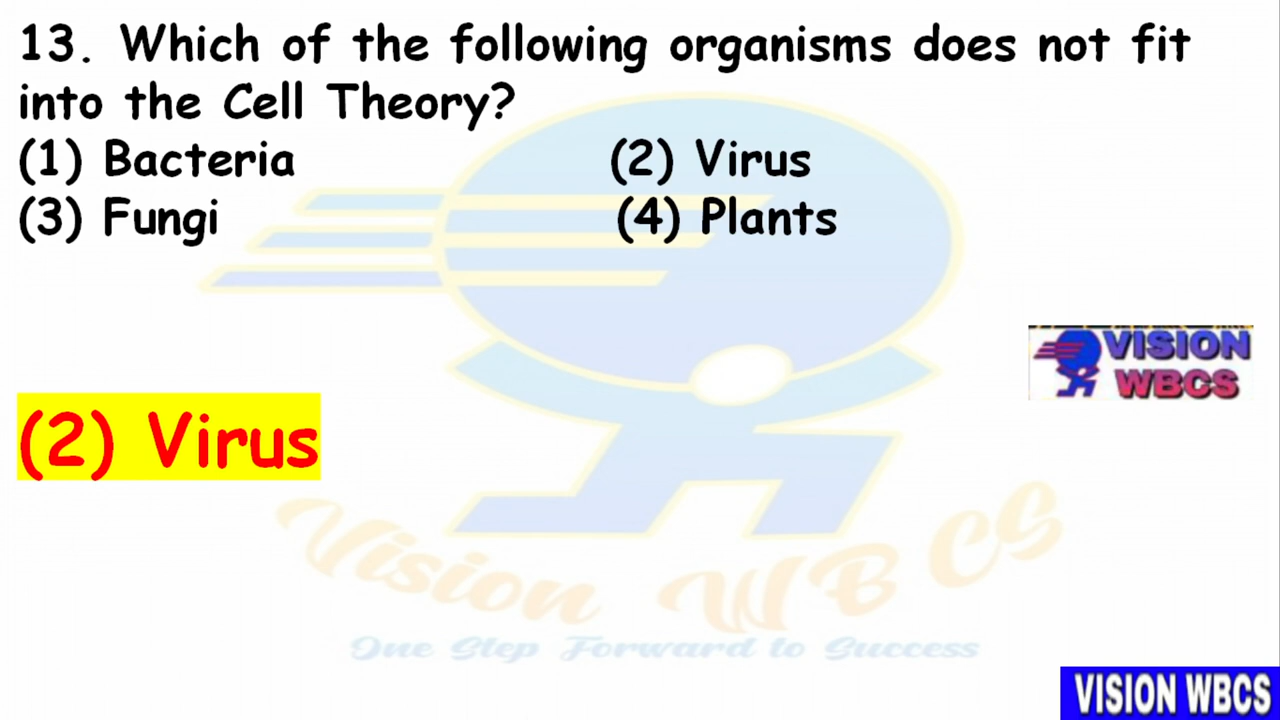 13. Which of the following organisms does not fit
into the Cell Theory?
(1) Bacteria (2) Virus
(3) Fungi (4) Plants
VISION
WBCS
(2) Virus
Vision WBCS
One Step Forward to Success
VISION WBCS